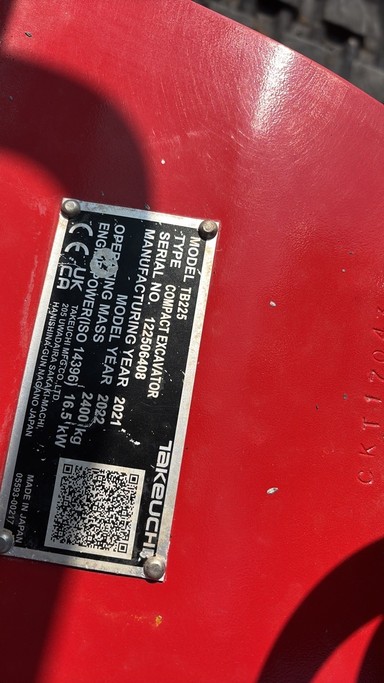 TAKEUCHI
MODEL TB225
TYPE COMPACT EXCAVATOR
SERIAL NO. 122506408
MANUFACTURING YEAR 2021
MODEL YEAR 2022
OPERATING MASS 2400 kg
ENGINE POWER(ISO 14396) 16.5 kW
CE UK CA
TAKEUCHI MFG.CO.,LTD.
205 UWADAIRA SAKAKI-MACHI,
HANISHINA-GUN,NAGANO JAPAN
MADE IN JAPAN
05593-00217